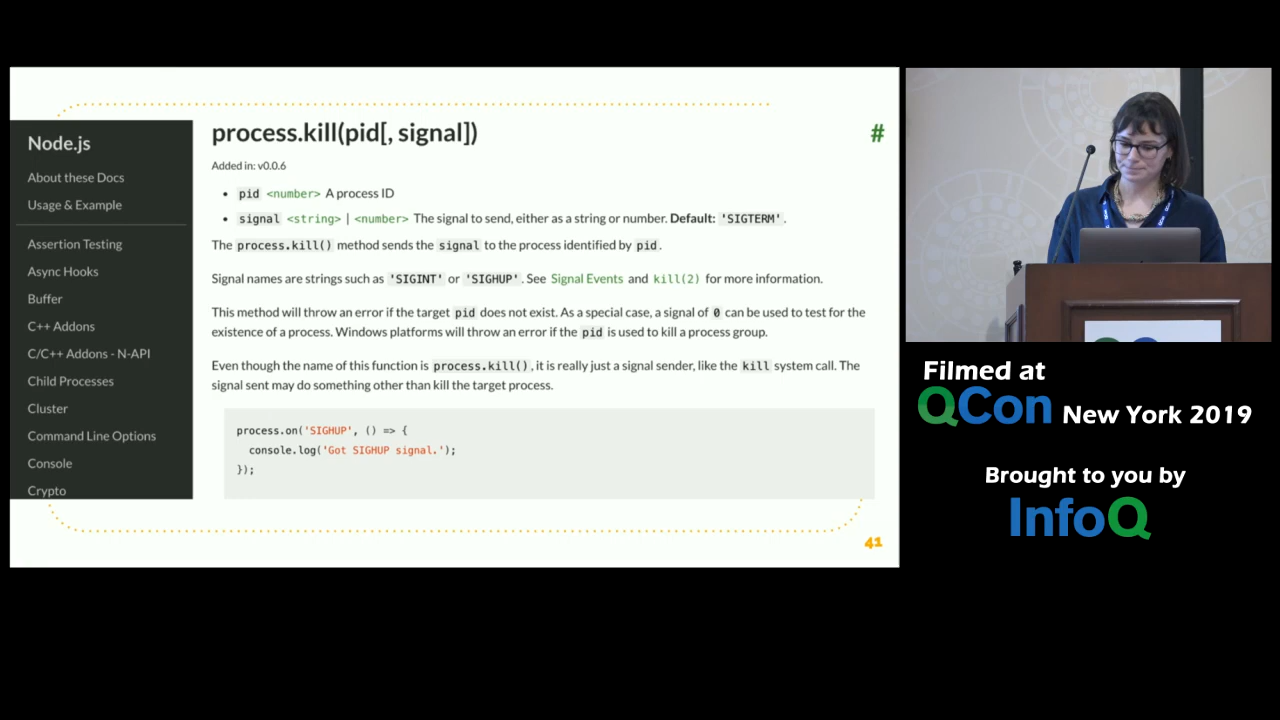 process.kill(pid[, signal])
#
Added in: v0.0.6
• pid <number> A process ID
• signal <string> | <number> The signal to send, either as a string or number. Default: 'SIGTERM'.
The process.kill() method sends the signal to the process identified by pid.
Signal names are strings such as 'SIGINT' or 'SIGHUP'. See Signal Events and kill(2) for more information.
This method will throw an error if the target pid does not exist. As a special case, a signal of 0 can be used to test for the
existence of a process. Windows platforms will throw an error if the pid is used to kill a process group.
Even though the name of this function is process.kill(), it is really just a signal sender, like the kill system call. The
signal sent may do something other than kill the target process.
process.on('SIGHUP', () => {
console.log('Got SIGHUP signal.');
});
Node.js
About these Docs
Usage & Example
Assertion Testing
Async Hooks
Buffer
C++ Addons
C/C++ Addons - N-API
Child Processes
Cluster
Command Line Options
Console
Crypto
41
Filmed at
QCon New York 2019
Brought to you by
InfoQ